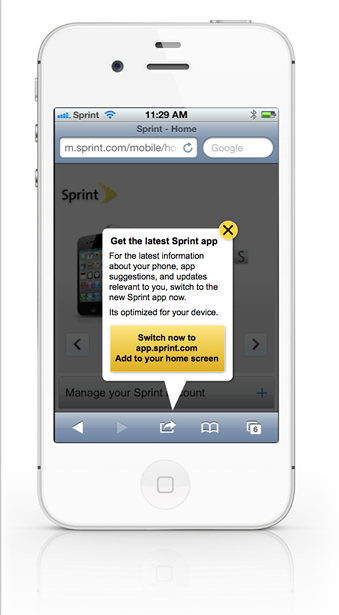 Sprint 11:29 AM
Sprint - Home
m.sprint.com/mobile/ho Google
Sprint
Get the latest Sprint app
For the latest information
about your phone, app
suggestions, and updates
relevant to you, switch to the
new Sprint app now.
Its optimized for your device.
Switch now to
app.sprint.com
Add to your home screen
Manage your Sprint account
6